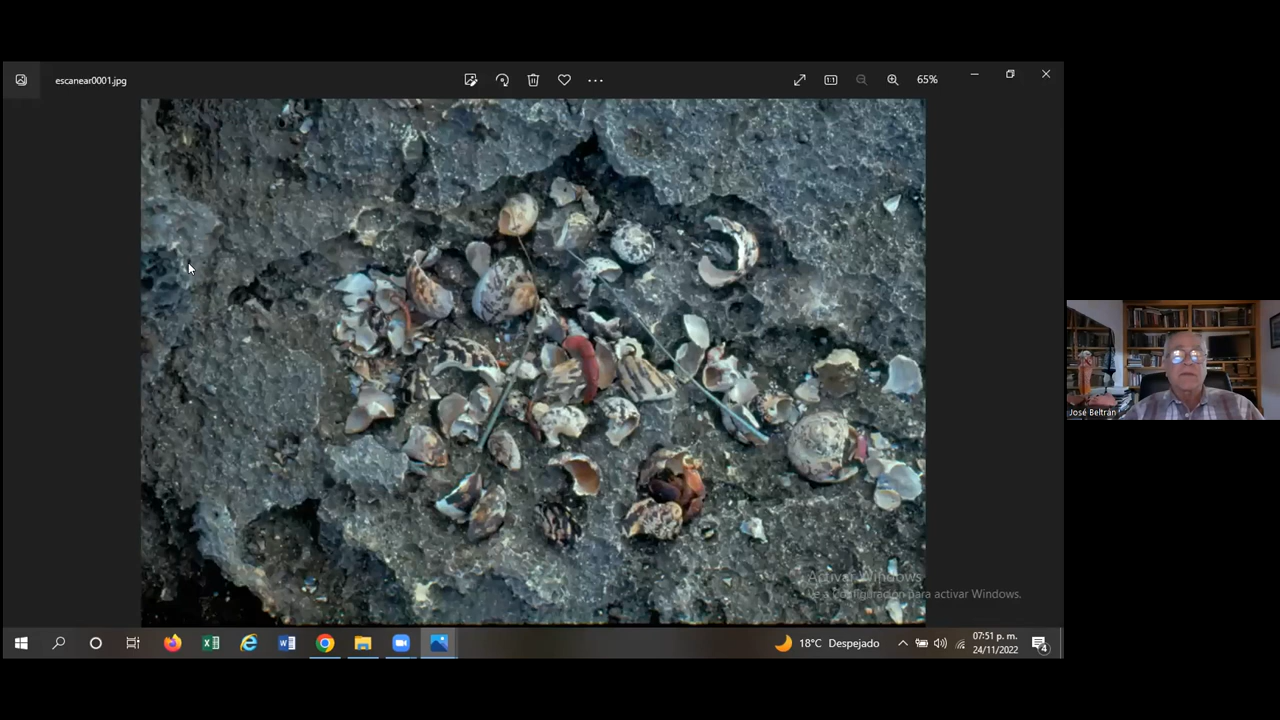 escanear0001.jpg
65%
José Beltrán
Activar Windows
Ve a Configuración para activar Windows.
18°C Despejado
07:51 p. m.
24/11/2022
4